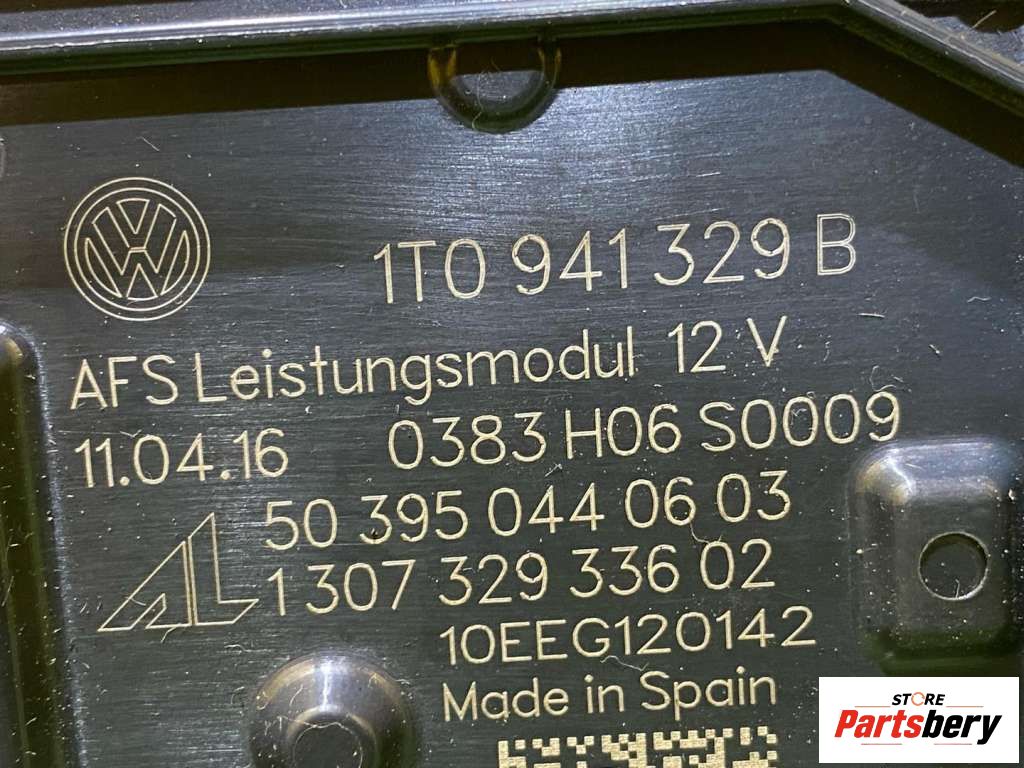 1T0 941 329 B
AFS Leistungsmodul 12 V
11.04.16 0383 H06 S0009
50 395 044 06 03
AL
1 307 329 336 02
10EEG120142
Made in Spain
STORE
Partsbery